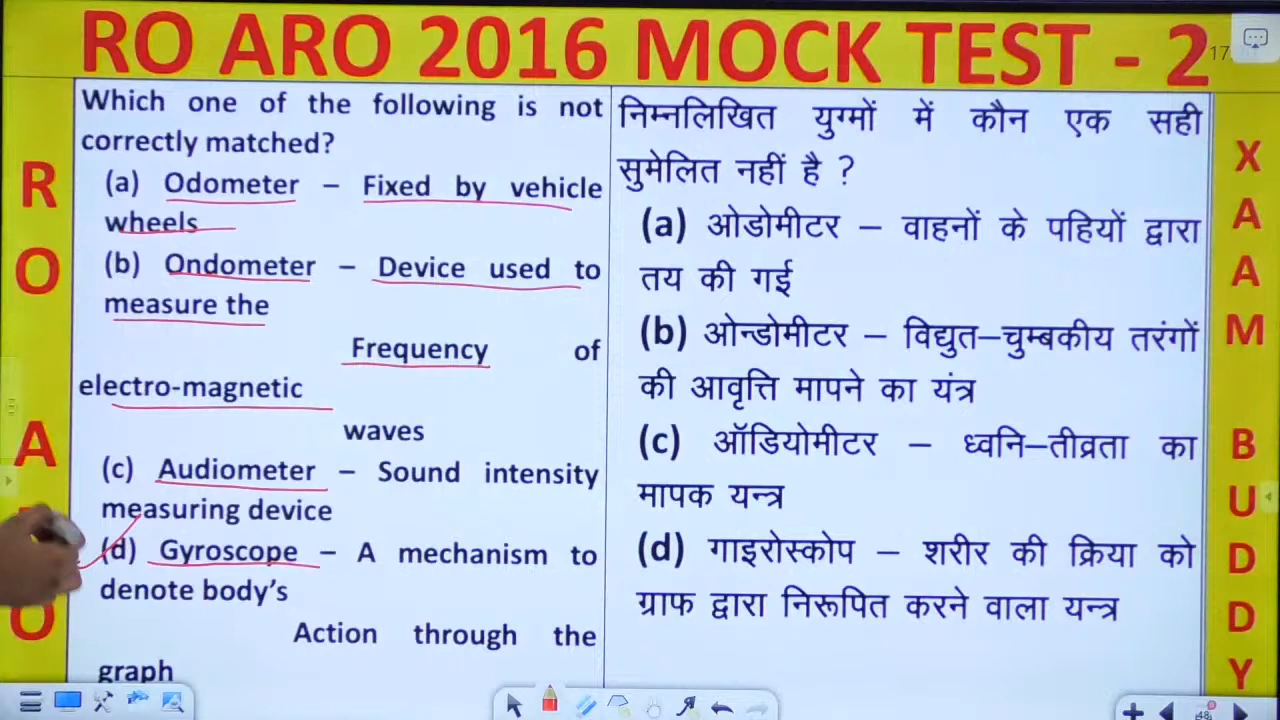 RO ARO 2016 MOCK TEST - 2
17
Which one of the following is not
correctly matched?
(a) Odometer – Fixed by vehicle
wheels
(b) Ondometer – Device used to
measure the
Frequency of
electro-magnetic
waves
(c) Audiometer – Sound intensity
measuring device
(d) Gyroscope – A mechanism to
denote body's
Action through the
graph
निम्नलिखित युग्मों में कौन एक सही
सुमेलित नहीं है ?
(a) ओडोमीटर – वाहनों के पहियों द्वारा
तय की गई
(b) ओन्डोमीटर – विद्युत–चुम्बकीय तरंगों
की आवृत्ति मापने का यंत्र
(c) ऑडियोमीटर – ध्वनि–तीव्रता का
मापक यन्त्र
(d) गाइरोस्कोप – शरीर की क्रिया को
ग्राफ द्वारा निरूपित करने वाला यन्त्र
R
O
A
O
X
A
A
M
B
U
D
D
Y
48